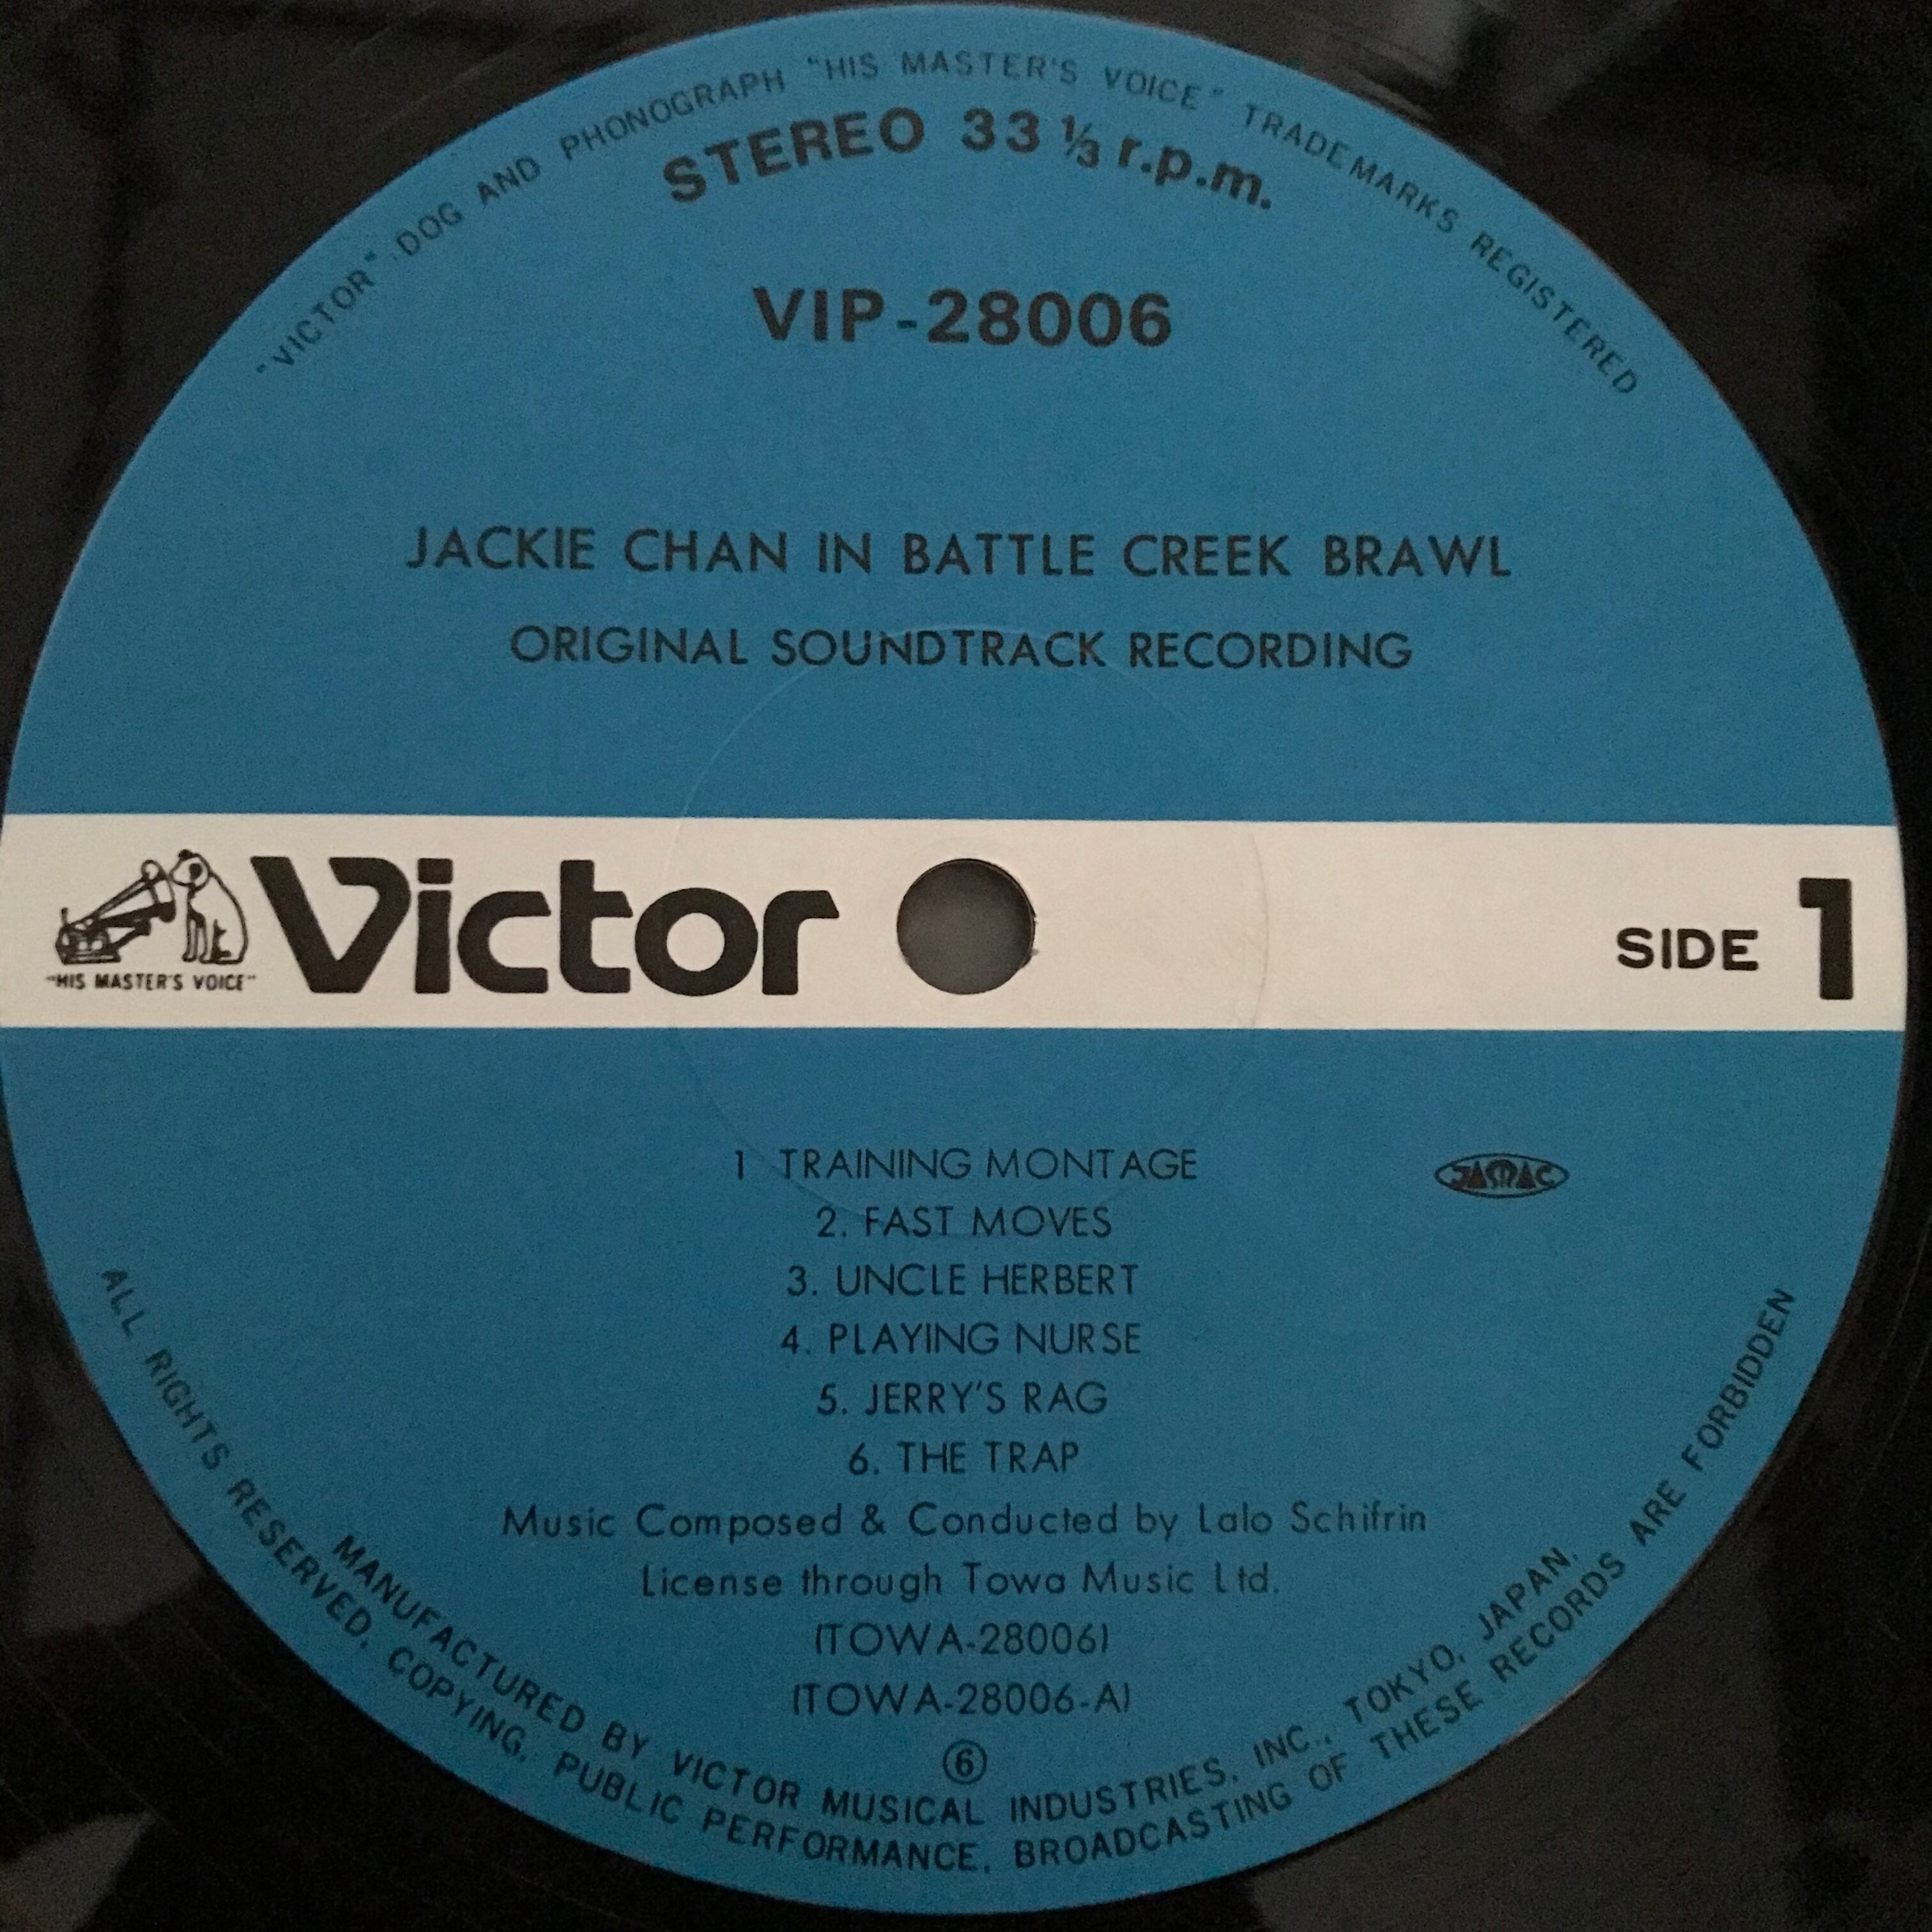 "VICTOR" DOG AND PHONOGRAPH "HIS MASTER'S VOICE" TRADEMARKS REGISTERED
STEREO 33 ⅓ r.p.m.
VIP-28006
JACKIE CHAN IN BATTLE CREEK BRAWL
ORIGINAL SOUNDTRACK RECORDING
"HIS MASTER'S VOICE"
Victor
SIDE 1
1 TRAINING MONTAGE
JASRAC
2. FAST MOVES
3. UNCLE HERBERT
4. PLAYING NURSE
5. JERRY'S RAG
6. THE TRAP
Music Composed & Conducted by Lalo Schifrin
License through Towa Music Ltd.
(TOWA-28006)
(TOWA-28006-A)
⑥
MANUFACTURED BY VICTOR MUSICAL INDUSTRIES, INC., TOKYO, JAPAN.
ALL RIGHTS RESERVED, COPYING, PUBLIC PERFORMANCE, BROADCASTING OF THESE RECORDS ARE FORBIDDEN